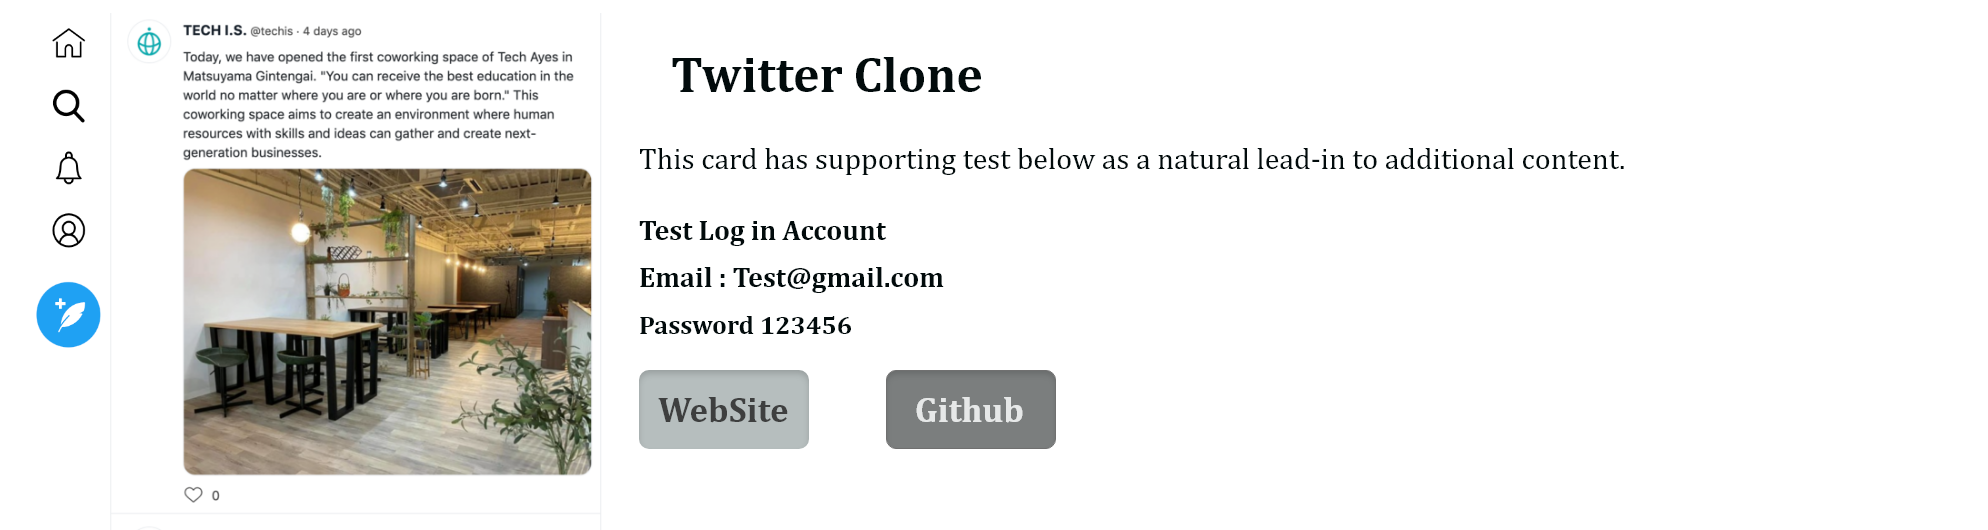 TECH I.S. @techis · 4 days ago
Today, we have opened the first coworking space of Tech Ayes in
Matsuyama Gintengai. "You can receive the best education in the
world no matter where you are or where you are born." This
coworking space aims to create an environment where human
resources with skills and ideas can gather and create next-
generation businesses.
0
Twitter Clone
This card has supporting test below as a natural lead-in to additional content.
Test Log in Account
Email : Test@gmail.com
Password 123456
WebSite
Github